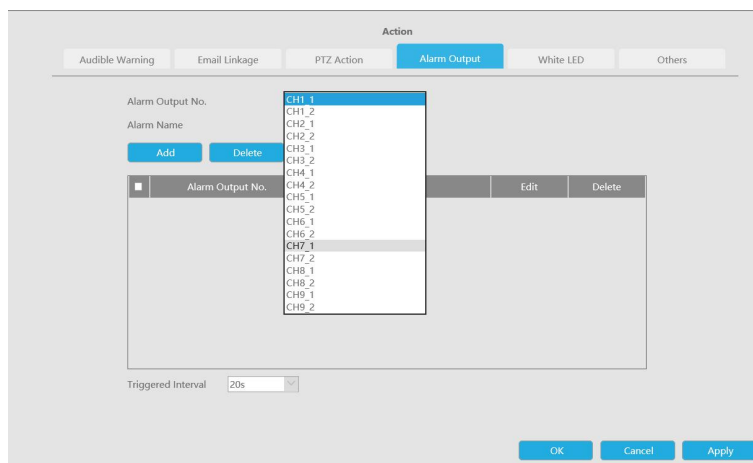 Action
Audible Warning Email Linkage PTZ Action Alarm Output White LED Others
Alarm Output No.
Alarm Name
Add Delete
Alarm Output No. Edit Delete
CH1_1
CH1_2
CH2_1
CH2_2
CH3_1
CH3_2
CH4_1
CH4_2
CH5_1
CH5_2
CH6_1
CH6_2
CH7_1
CH7_2
CH8_1
CH8_2
CH9_1
CH9_2
Triggered Interval 20s
OK Cancel Apply